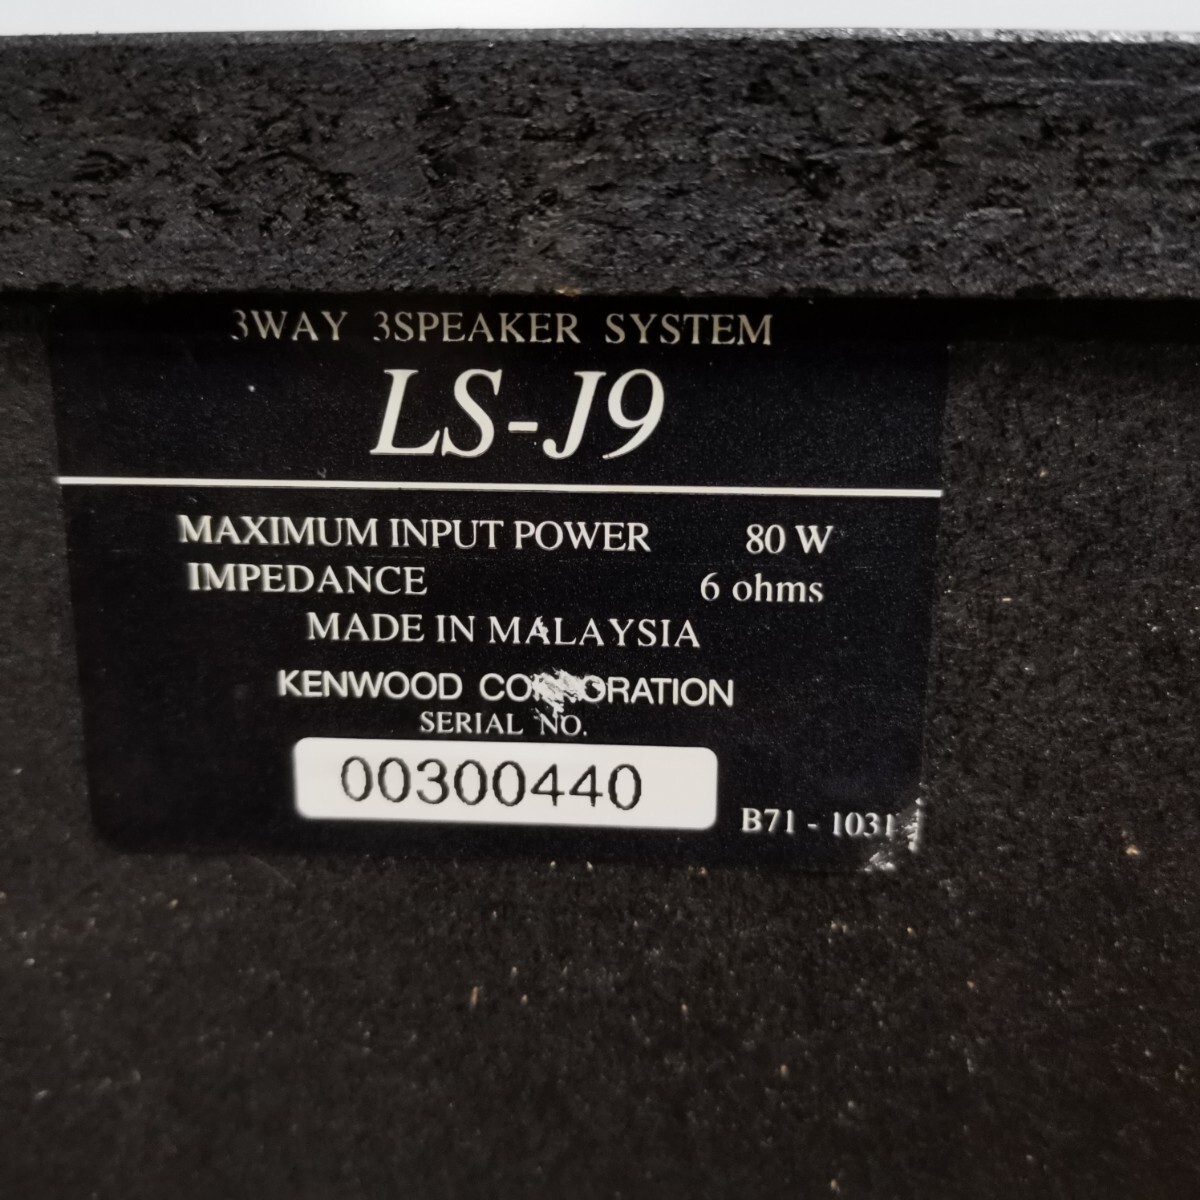 3WAY 3SPEAKER SYSTEM
LS-J9
MAXIMUM INPUT POWER 80 W
IMPEDANCE 6 ohms
MADE IN MALAYSIA
KENWOOD CORPORATION
SERIAL NO.
00300440
B71 - 1031